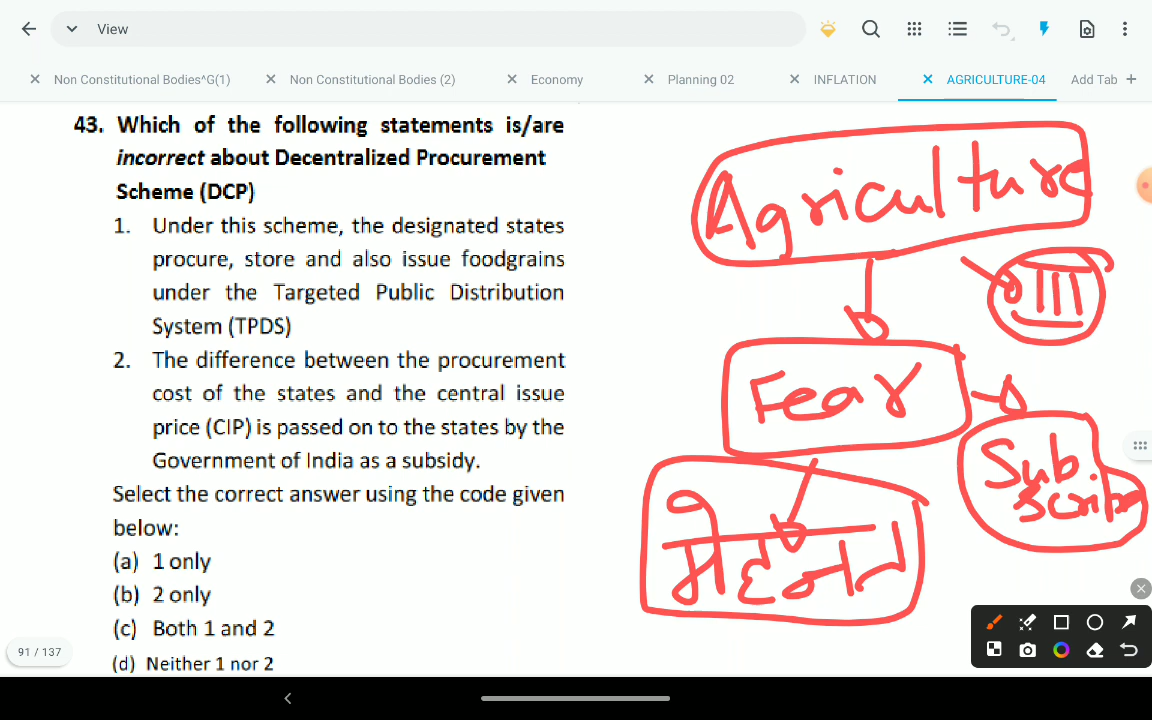 View
Non Constitutional Bodies^G(1)
Non Constitutional Bodies (2)
Economy
Planning 02
INFLATION
AGRICULTURE-04
Add Tab +
43. Which of the following statements is/are
incorrect about Decentralized Procurement
Scheme (DCP)
1. Under this scheme, the designated states
procure, store and also issue foodgrains
under the Targeted Public Distribution
System (TPDS)
2. The difference between the procurement
cost of the states and the central issue
price (CIP) is passed on to the states by the
Government of India as a subsidy.
Select the correct answer using the code given
below:
(a) 1 only
(b) 2 only
(c) Both 1 and 2
(d) Neither 1 nor 2
91 / 137
Agriculture
III
Fear
Sub.
scribe
मेहनत